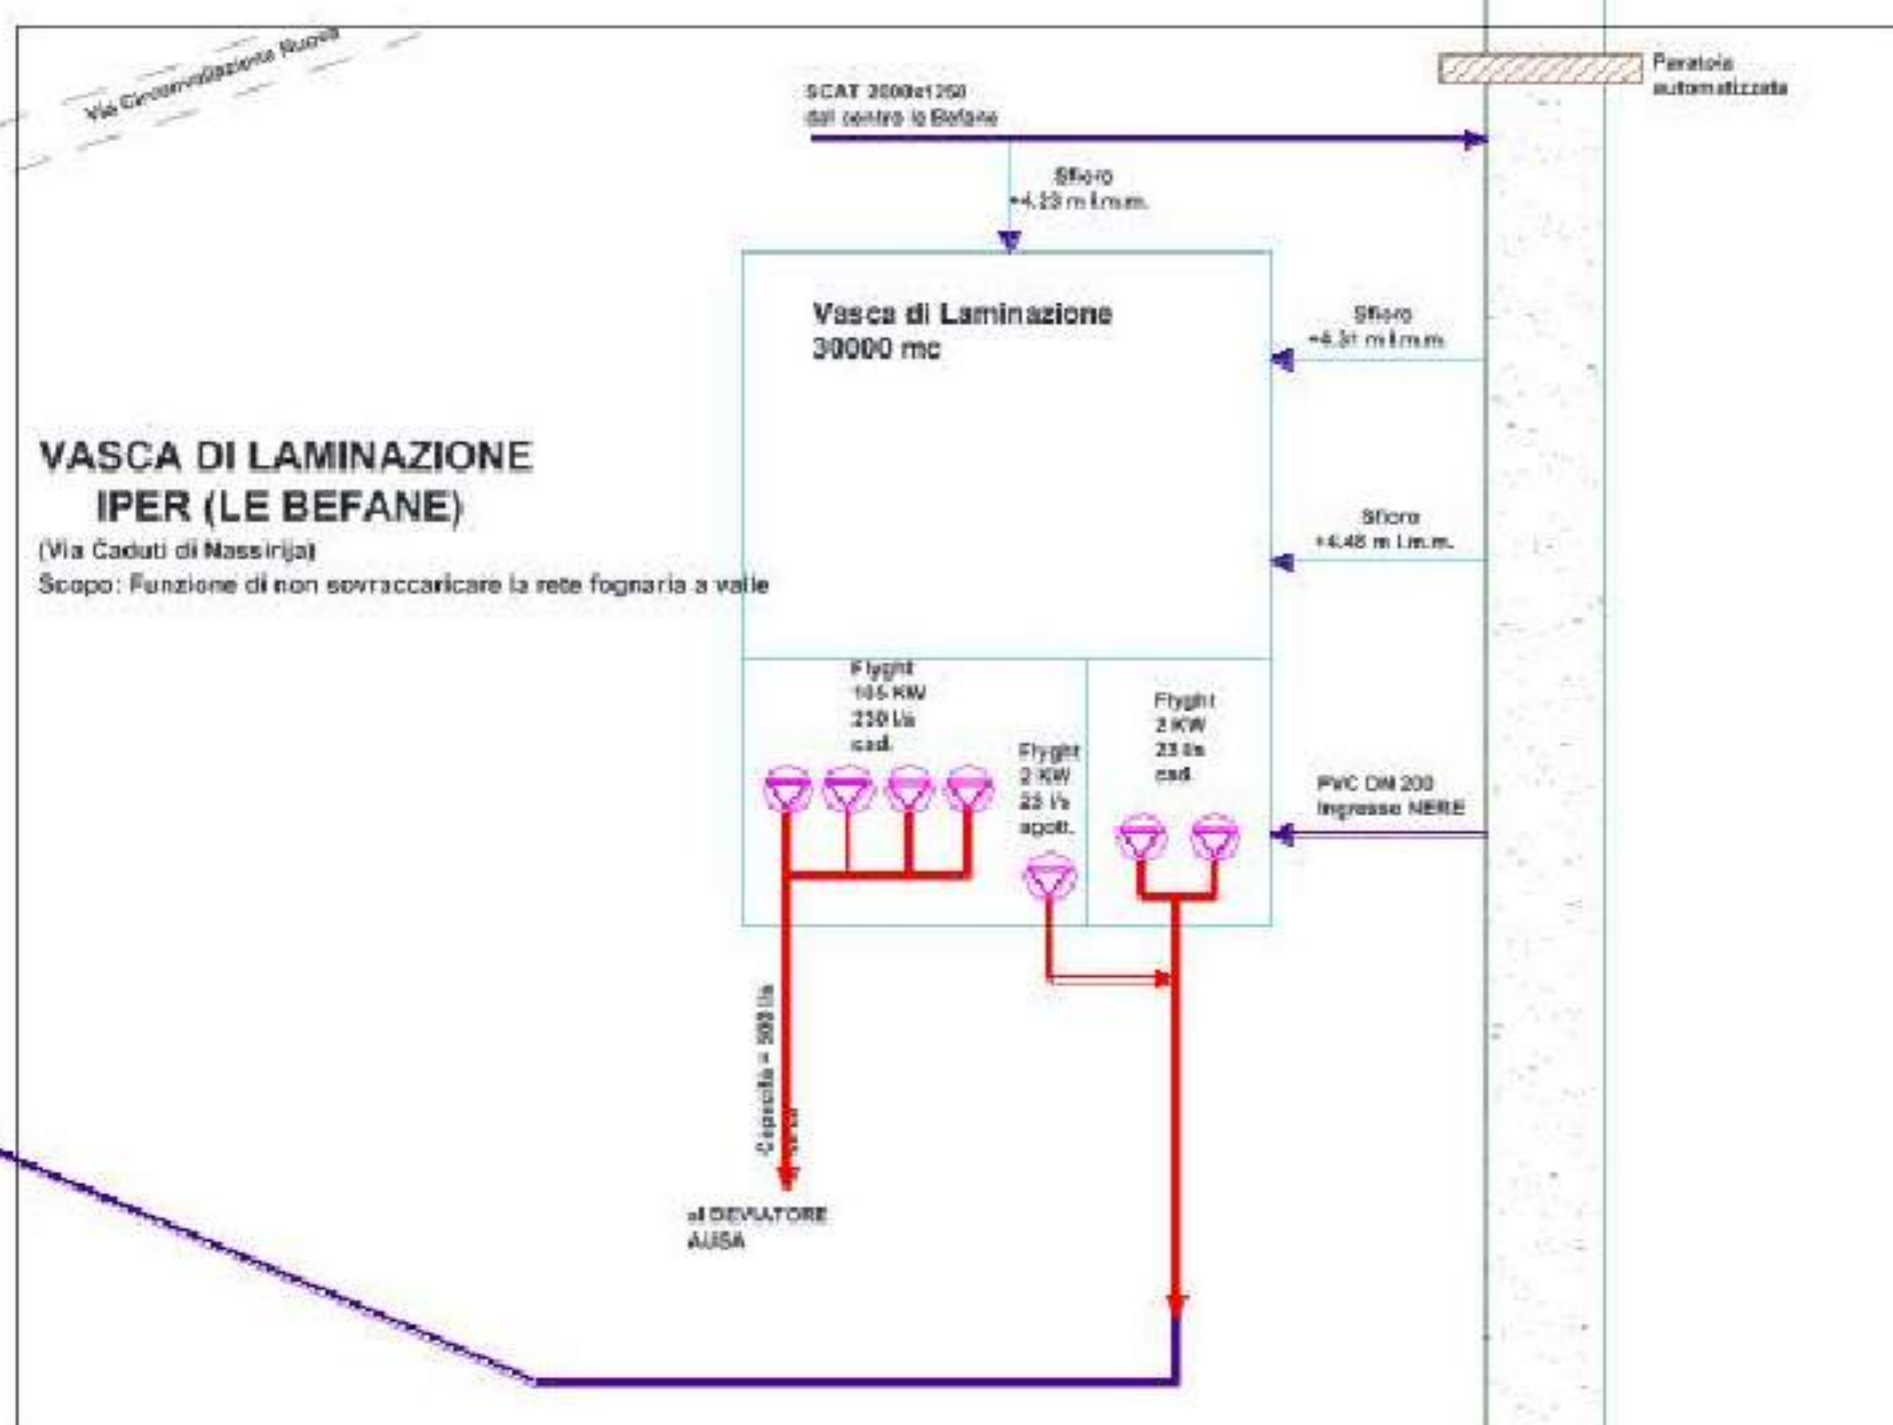 Via Circonvallazione Nuova
SCAT 2000x1250
dal centro le Befane
Paratoia
automatizzata
Sfioro
+4.23 m l.m.m.
Vasca di Laminazione
30000 mc
Sfioro
+4.31 m l.m.m.
VASCA DI LAMINAZIONE
IPER (LE BEFANE)
(Via Caduti di Nassirija)
Scopo: Funzione di non sovraccaricare la rete fognaria a valle
Sfioro
+4.48 m l.m.m.
Flyght
KW
230 l/s
cad.
Flyght
2 KW
23 l/s
agott.
Flyght
2 KW
23 l/s
cad.
PVC DN 200
Ingresso NERE
Capacità = l/s
al DEVIATORE
AUSA